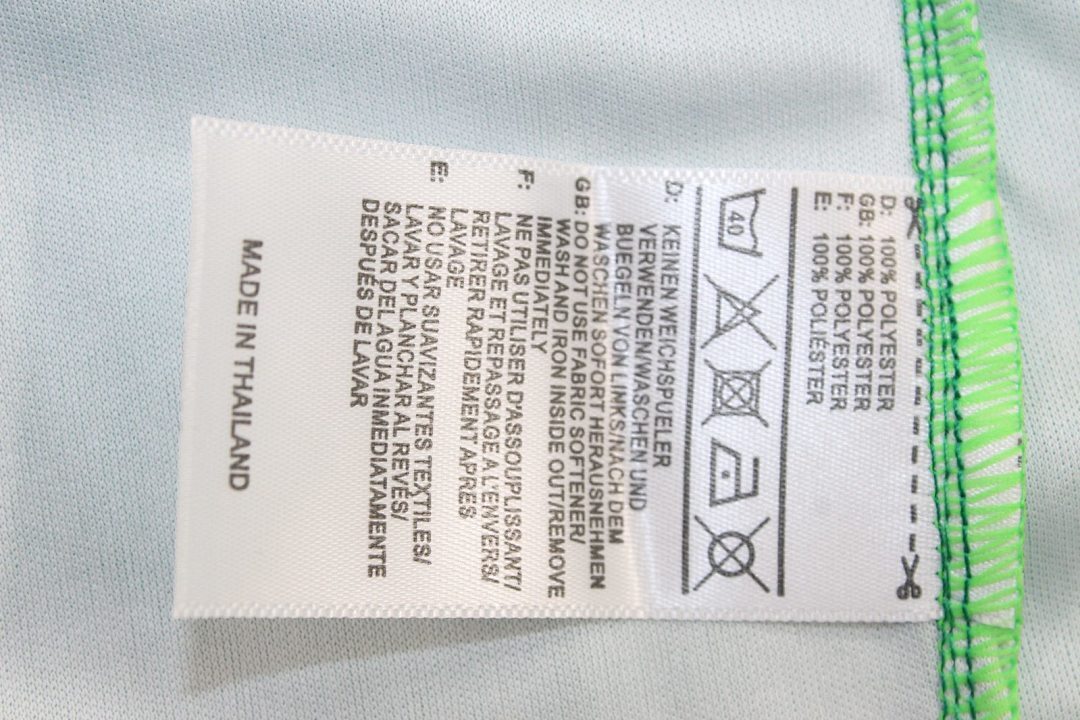 D: 100% POLYESTER
GB: 100% POLYESTER
F: 100% POLYESTER
E: 100% POLIÉSTER
40
D: KEINEN WEICHSPUELER
VERWENDEN/WASCHEN UND
BUEGELN VON LINKS/NACH DEM
WASCHEN SOFORT HERAUSNEHMEN
GB: DO NOT USE FABRIC SOFTENER/
WASH AND IRON INSIDE OUT/REMOVE
IMMEDIATELY
F: NE PAS UTILISER D'ASSOUPLISSANT/
LAVAGE ET REPASSAGE A L'ENVERS/
RETIRER RAPIDEMENT APRES
LAVAGE
E: NO USAR SUAVIZANTES TEXTILES/
LAVAR Y PLANCHAR AL REVÉS/
SACAR DEL AGUA INMEDIATAMENTE
DESPUÉS DE LAVAR
MADE IN THAILAND